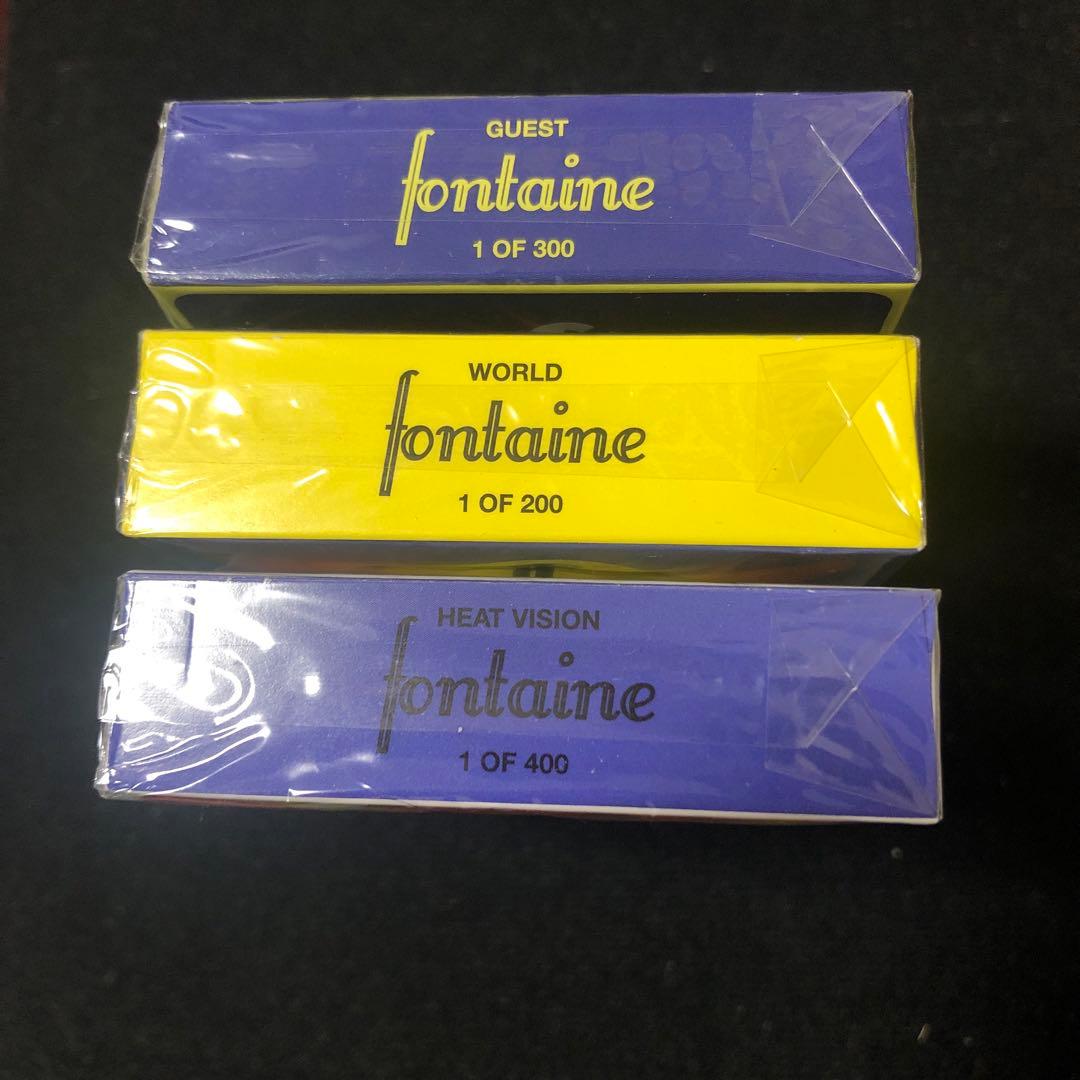 GUEST
fontaine
1 OF 300
WORLD
fontaine
1 OF 200
HEAT VISION
fontaine
1 OF 400